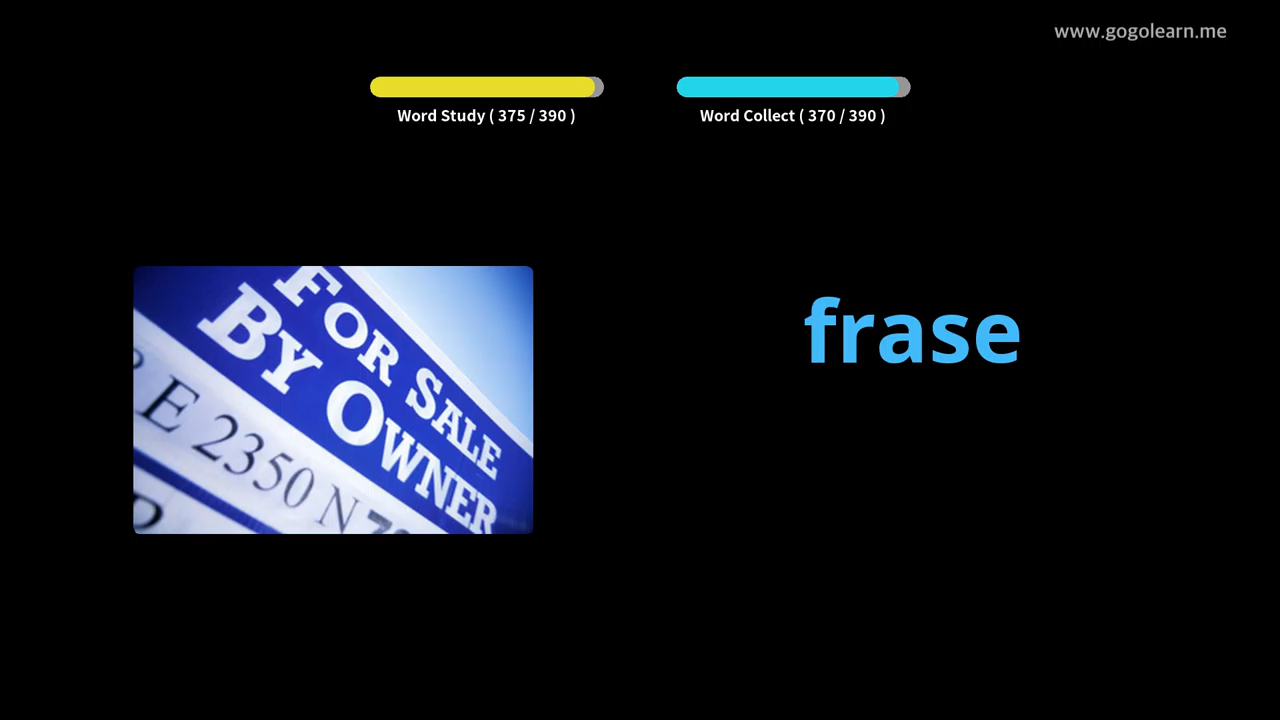 www.gogolearn.me
Word Study ( 375 / 390 )
Word Collect ( 370 / 390 )
FOR SALE
BY OWNER
E 2350 N
frase